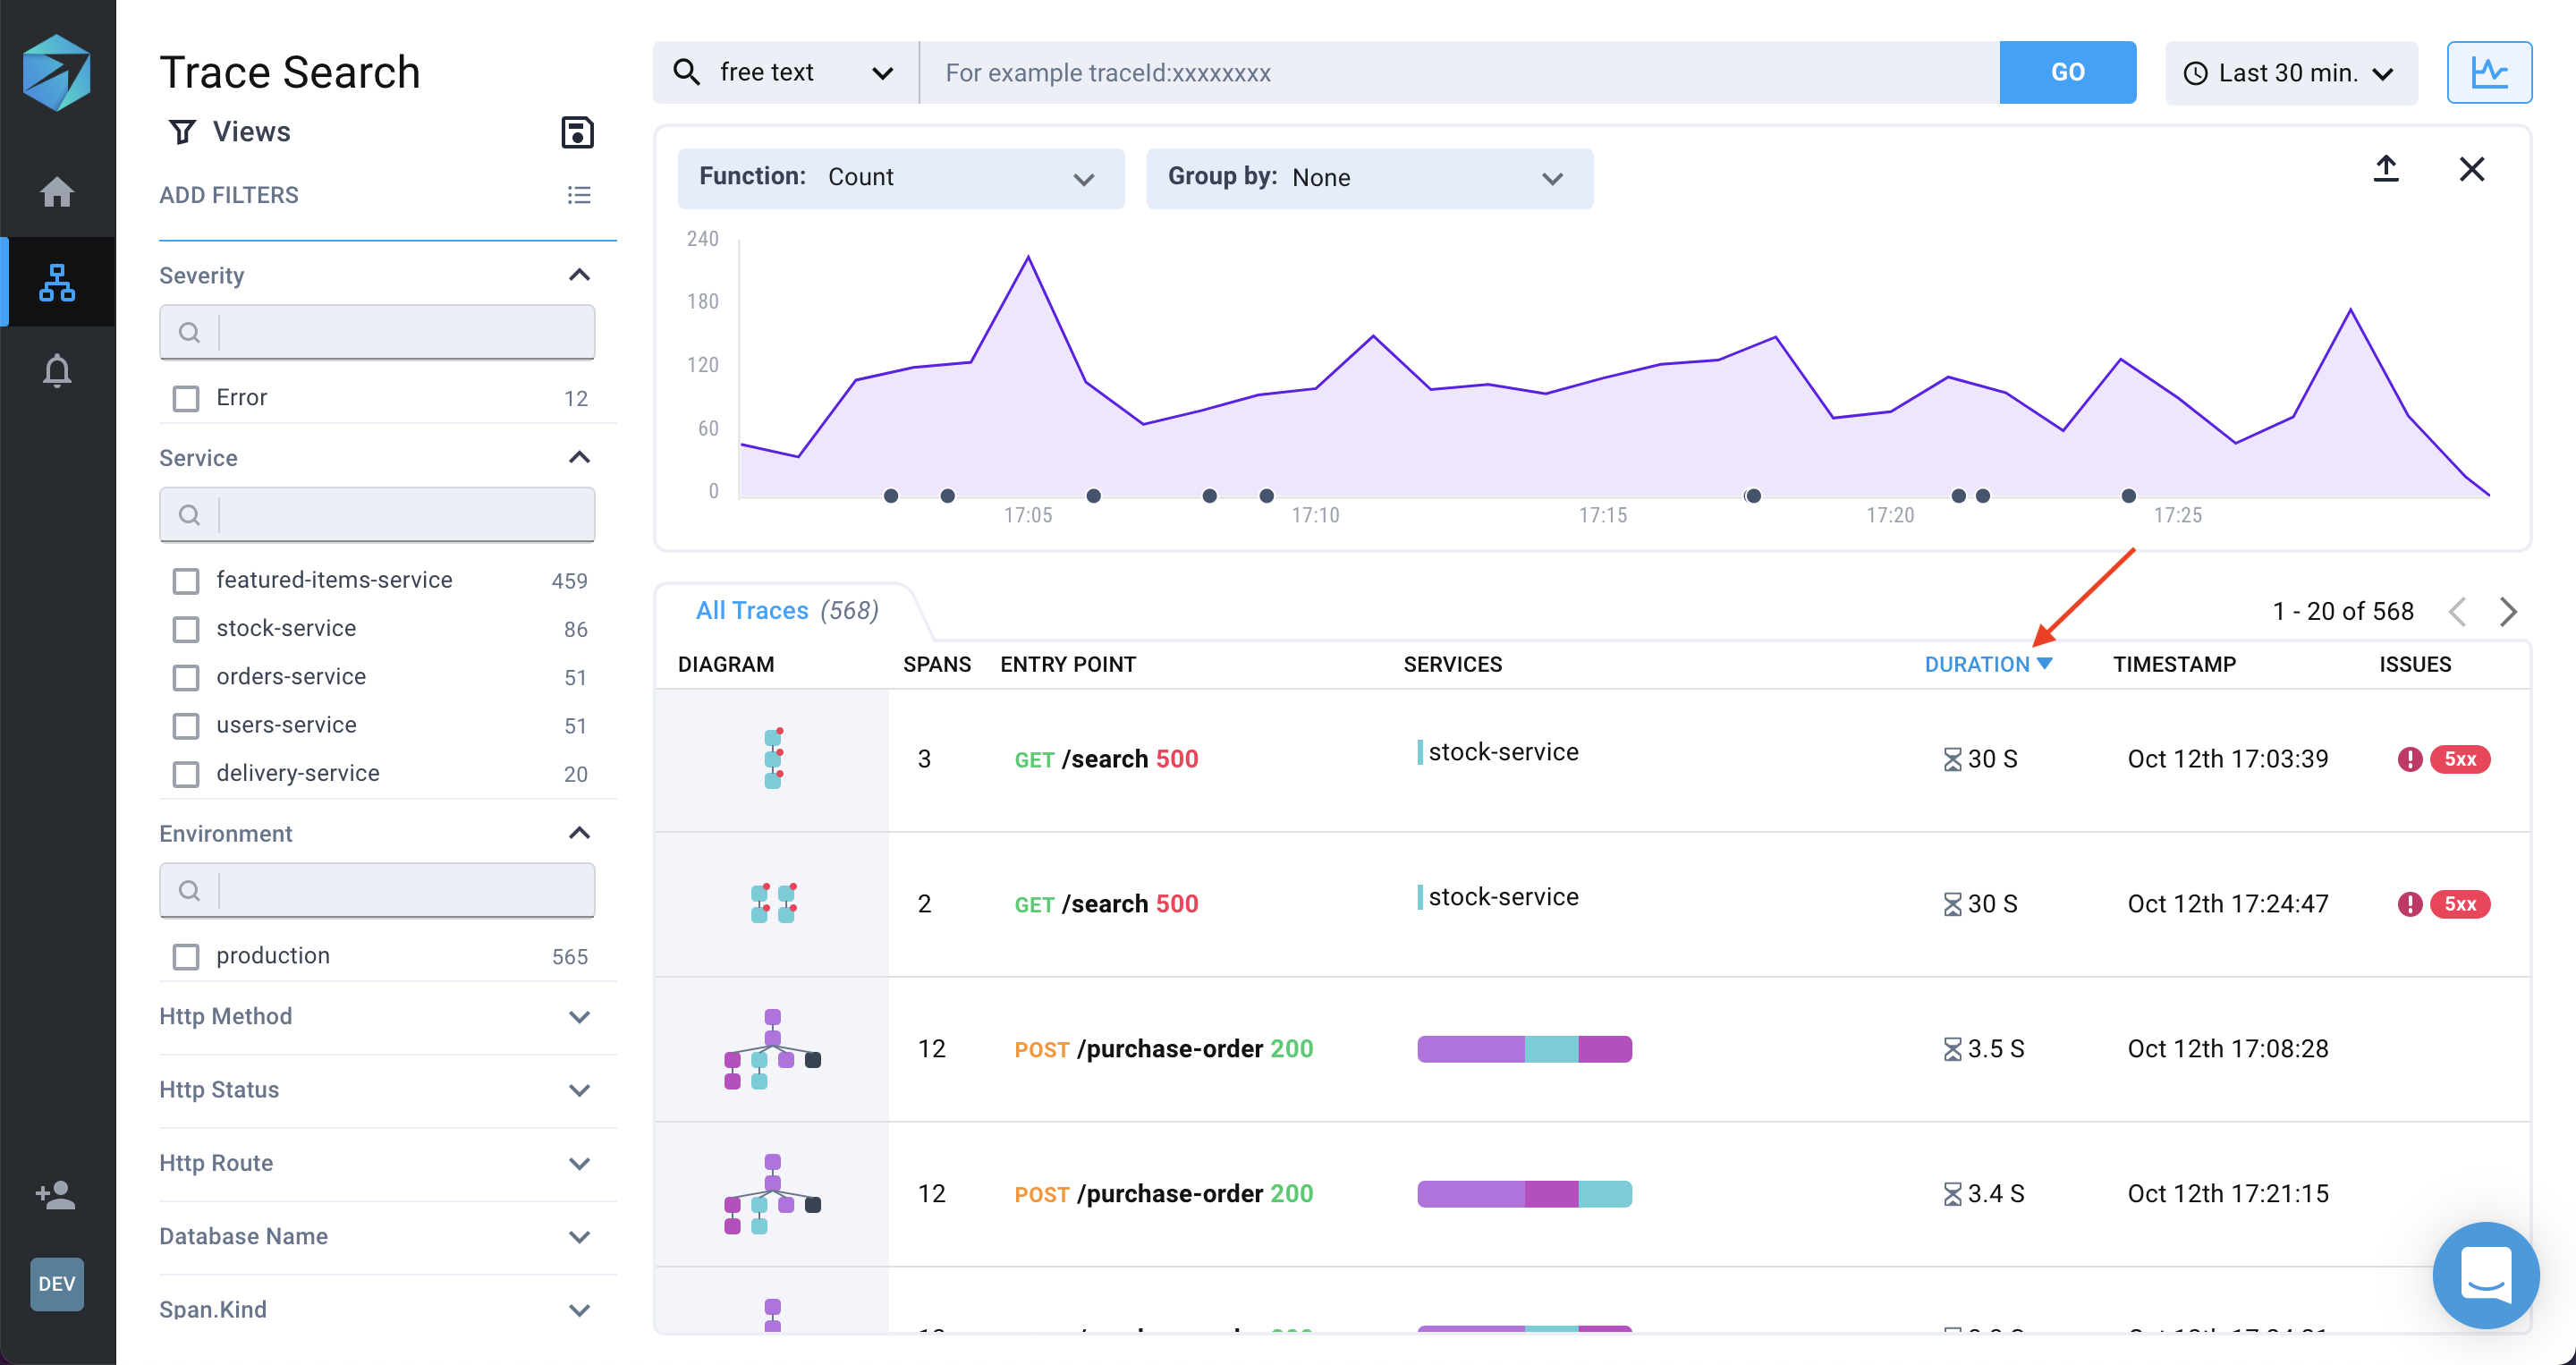 Trace Search
Views
ADD FILTERS
Severity
Error 12
Service
featured-items-service 459
stock-service 86
orders-service 51
users-service 51
delivery-service 20
Environment
production 565
Http Method
Http Status
Http Route
Database Name
Span.Kind
DEV
free text For example traceId:xxxxxxxx GO Last 30 min.
Function: Count Group by: None
240
180
120
60
0
17:05 17:10 17:15 17:20 17:25
All Traces (568) 1 - 20 of 568
DIAGRAM SPANS ENTRY POINT SERVICES DURATION TIMESTAMP ISSUES
3 GET /search 500 stock-service 30 S Oct 12th 17:03:39 5xx
2 GET /search 500 stock-service 30 S Oct 12th 17:24:47 5xx
12 POST /purchase-order 200 3.5 S Oct 12th 17:08:28
12 POST /purchase-order 200 3.4 S Oct 12th 17:21:15